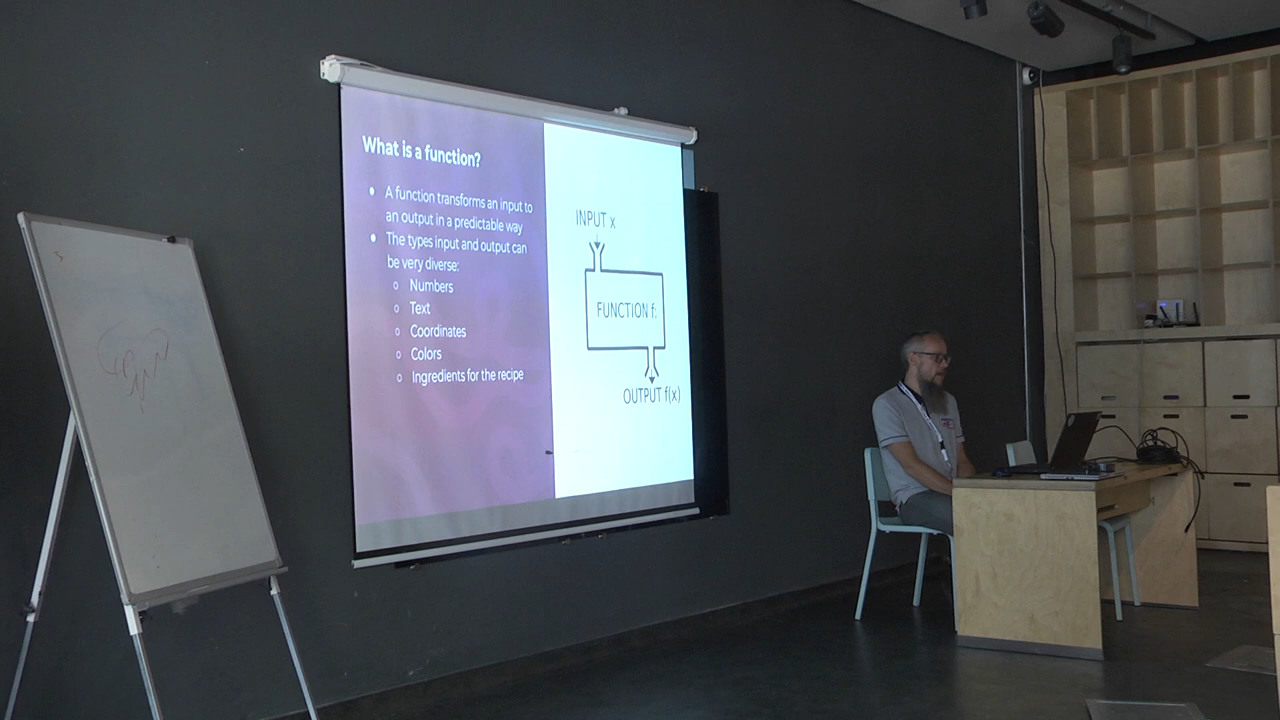 What is a function?
A function transforms an input to
an output in a predictable way
The types input and output can
be very diverse:
Numbers
Text
Coordinates
Colors
Ingredients for the recipe
INPUT x
FUNCTION f:
OUTPUT f(x)